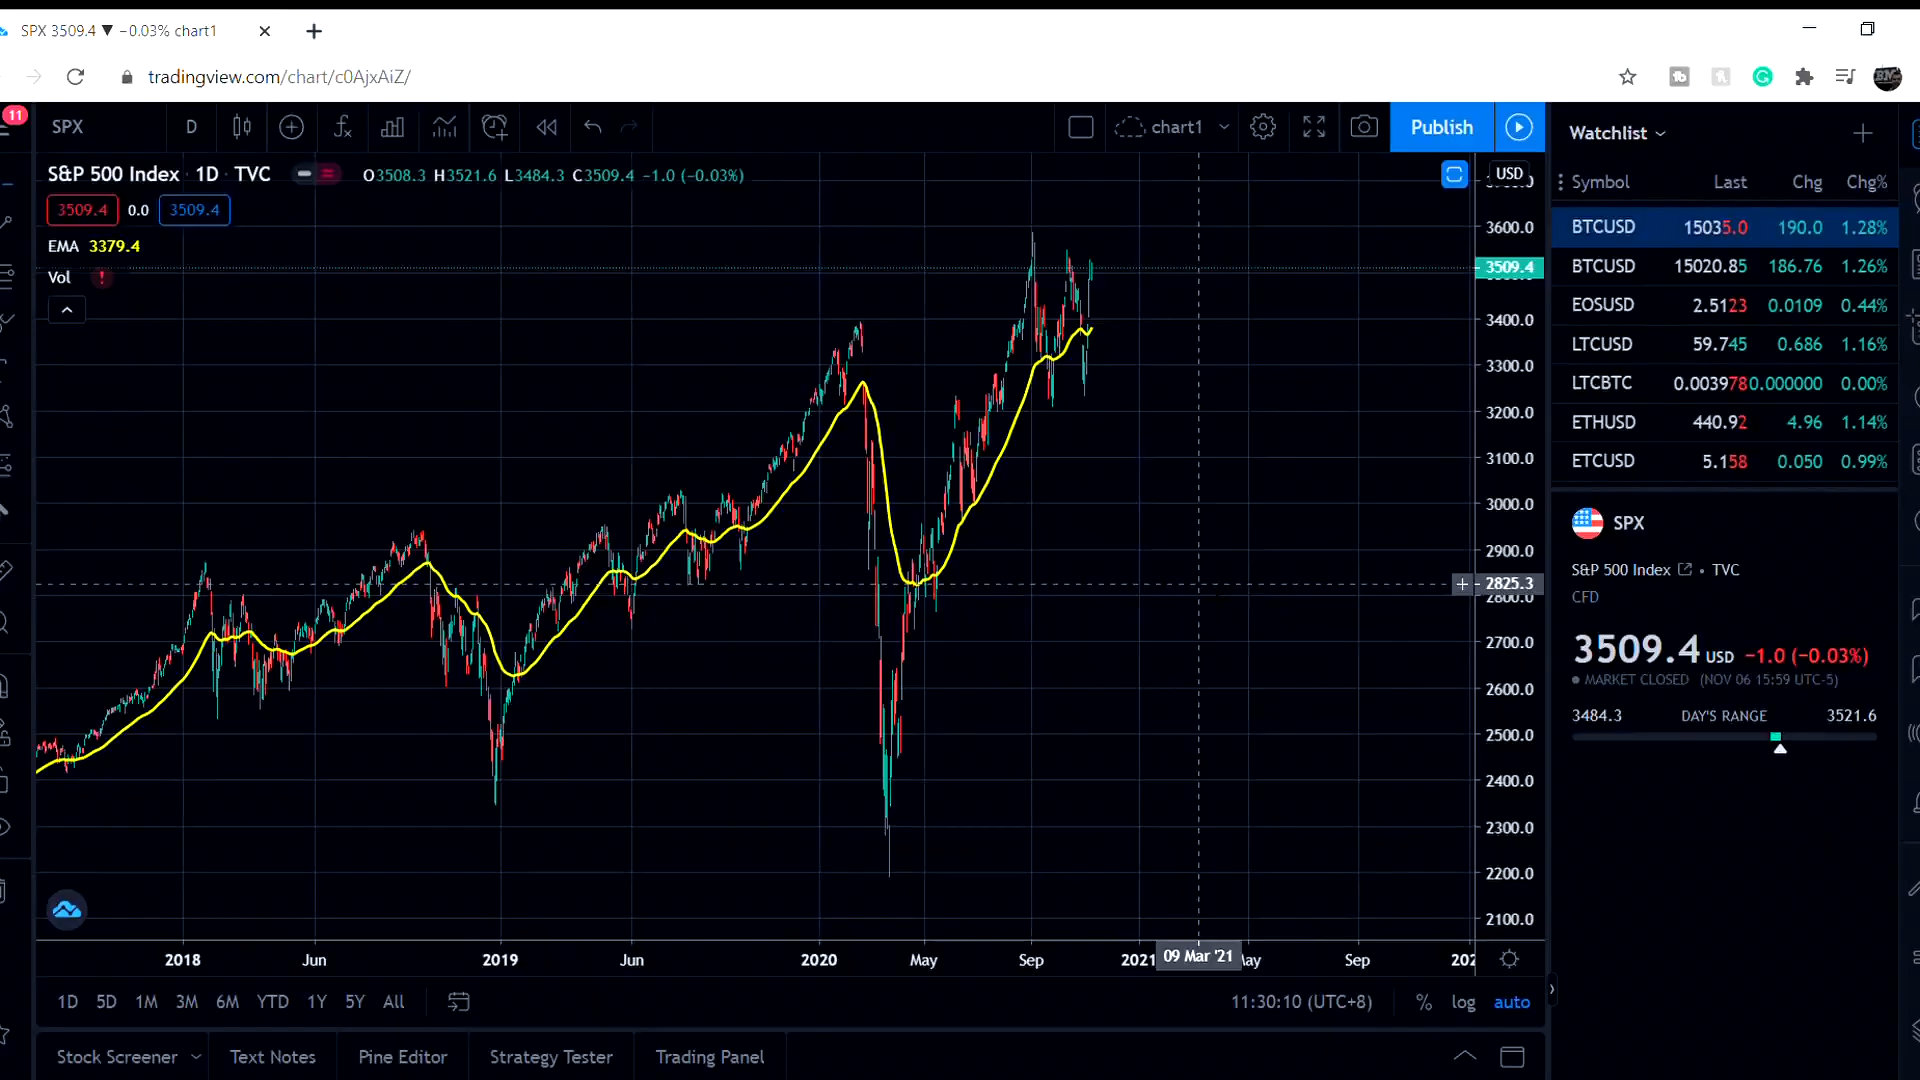 SPX 3509.4 ▼ −0.03% chart1
tradingview.com/chart/c0AjxAiZ/
11
SPX D chart1 Publish
S&P 500 Index · 1D · TVC O3508.3 H3521.6 L3484.3 C3509.4 −1.0 (−0.03%)
3509.4 0.0 3509.4
EMA 3379.4
Vol !
USD
3600.0
3509.4
3400.0
3300.0
3200.0
3100.0
3000.0
2900.0
2825.3
2800.0
2700.0
2600.0
2500.0
2400.0
2300.0
2200.0
2100.0
2018 Jun 2019 Jun 2020 May Sep 2021 09 Mar '21 Sep
1D 5D 1M 3M 6M YTD 1Y 5Y All 11:30:10 (UTC+8) % log auto
Stock Screener Text Notes Pine Editor Strategy Tester Trading Panel
Watchlist
Symbol Last Chg Chg%
BTCUSD 15035.0 190.0 1.28%
BTCUSD 15020.85 186.76 1.26%
EOSUSD 2.5123 0.0109 0.44%
LTCUSD 59.745 0.686 1.16%
LTCBTC 0.003978 0.000000 0.00%
ETHUSD 440.92 4.96 1.14%
ETCUSD 5.158 0.050 0.99%
SPX
S&P 500 Index • TVC
CFD
3509.4 USD −1.0 (−0.03%)
MARKET CLOSED (NOV 06 15:59 UTC-5)
3484.3 DAY'S RANGE 3521.6